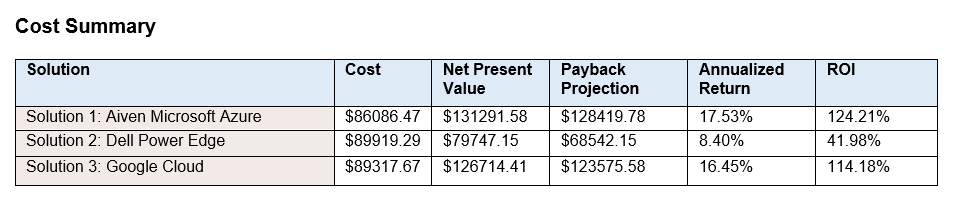 Cost Summary
Solution Cost Net Present Value Payback Projection Annualized Return ROI
Solution 1: Aiven Microsoft Azure $86086.47 $131291.58 $128419.78 17.53% 124.21%
Solution 2: Dell Power Edge $89919.29 $79747.15 $68542.15 8.40% 41.98%
Solution 3: Google Cloud $89317.67 $126714.41 $123575.58 16.45% 114.18%